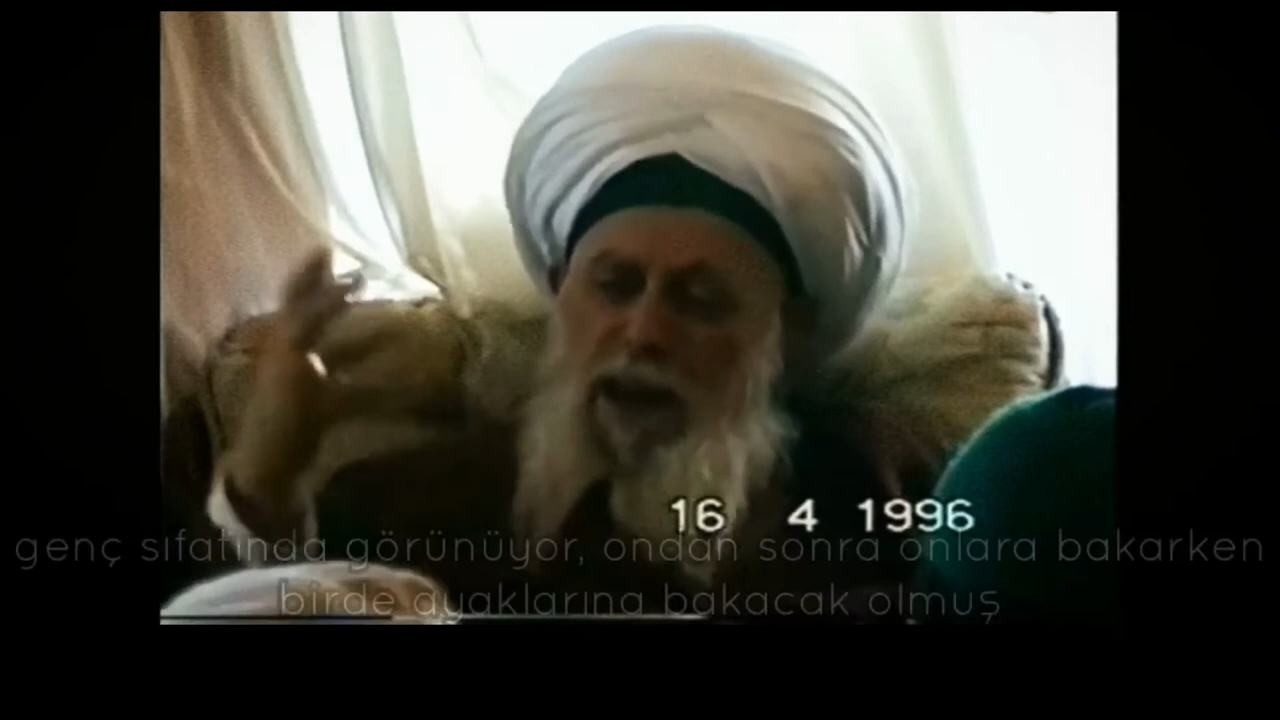 16 4 1996
genç sıfatında görünüyor, ondan sonra onlara bakarken
birde ayaklarına bakacak olmuş